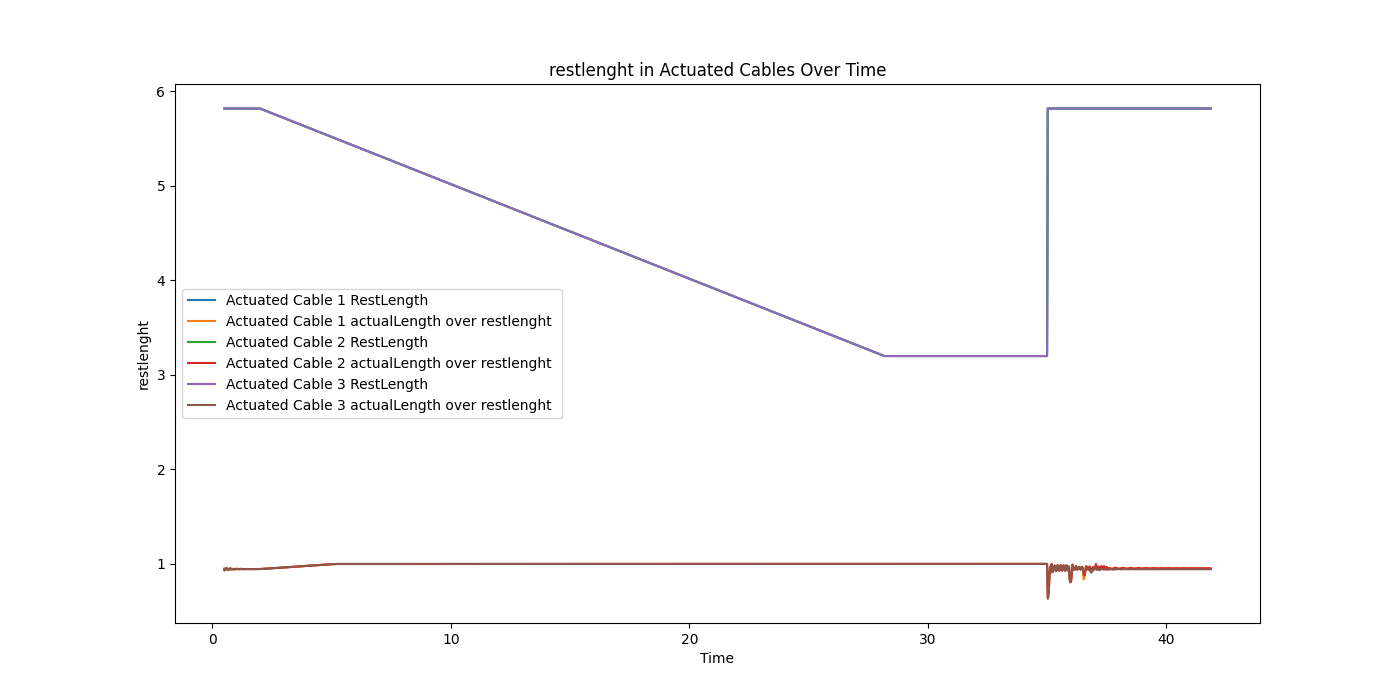 restlenght in Actuated Cables Over Time
6
5
4
3
2
1
restlenght
Actuated Cable 1 RestLength
Actuated Cable 1 actualLength over restlenght
Actuated Cable 2 RestLength
Actuated Cable 2 actualLength over restlenght
Actuated Cable 3 RestLength
Actuated Cable 3 actualLength over restlenght
0 10 20 30 40
Time